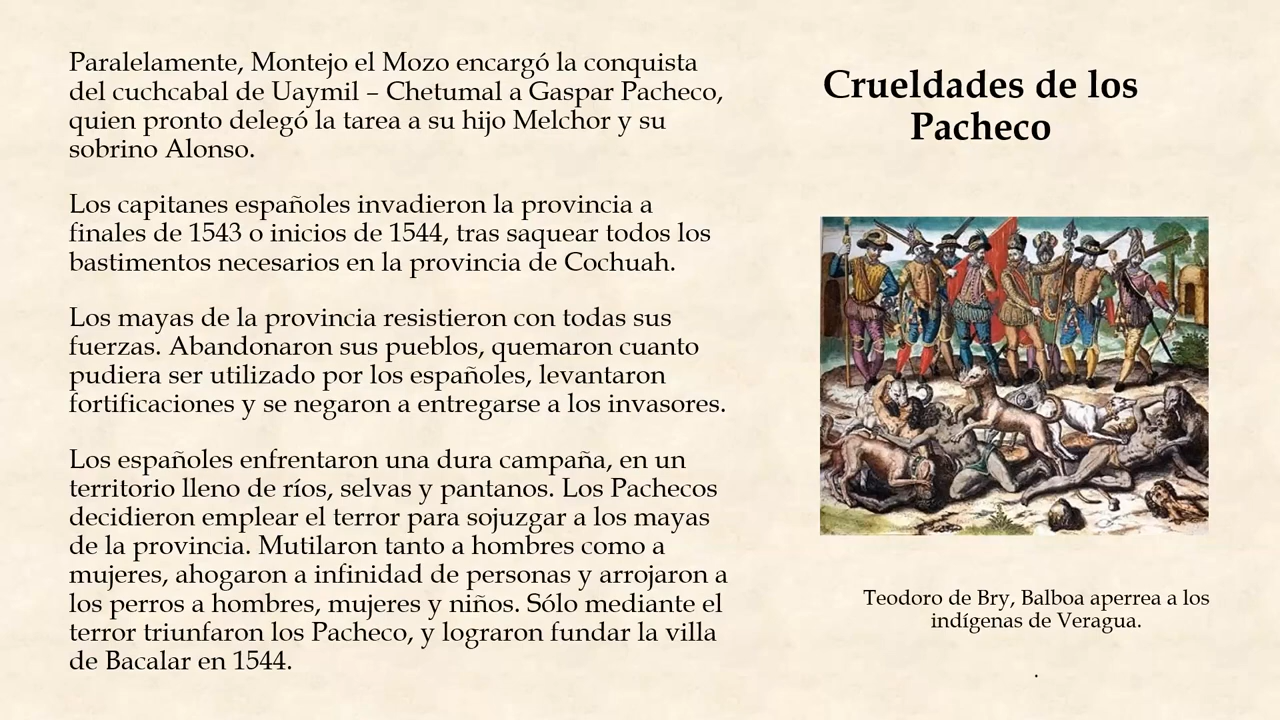 Paralelamente, Montejo el Mozo encargó la conquista
del cuchcabal de Uaymil – Chetumal a Gaspar Pacheco,
quien pronto delegó la tarea a su hijo Melchor y su
sobrino Alonso.
Los capitanes españoles invadieron la provincia a
finales de 1543 o inicios de 1544, tras saquear todos los
bastimentos necesarios en la provincia de Cochuah.
Los mayas de la provincia resistieron con todas sus
fuerzas. Abandonaron sus pueblos, quemaron cuanto
pudiera ser utilizado por los españoles, levantaron
fortificaciones y se negaron a entregarse a los invasores.
Los españoles enfrentaron una dura campaña, en un
territorio lleno de ríos, selvas y pantanos. Los Pachecos
decidieron emplear el terror para sojuzgar a los mayas
de la provincia. Mutilaron tanto a hombres como a
mujeres, ahogaron a infinidad de personas y arrojaron a
los perros a hombres, mujeres y niños. Sólo mediante el
terror triunfaron los Pacheco, y lograron fundar la villa
de Bacalar en 1544.
Crueldades de los
Pacheco
Teodoro de Bry, Balboa aperrea a los
indígenas de Veragua.
.